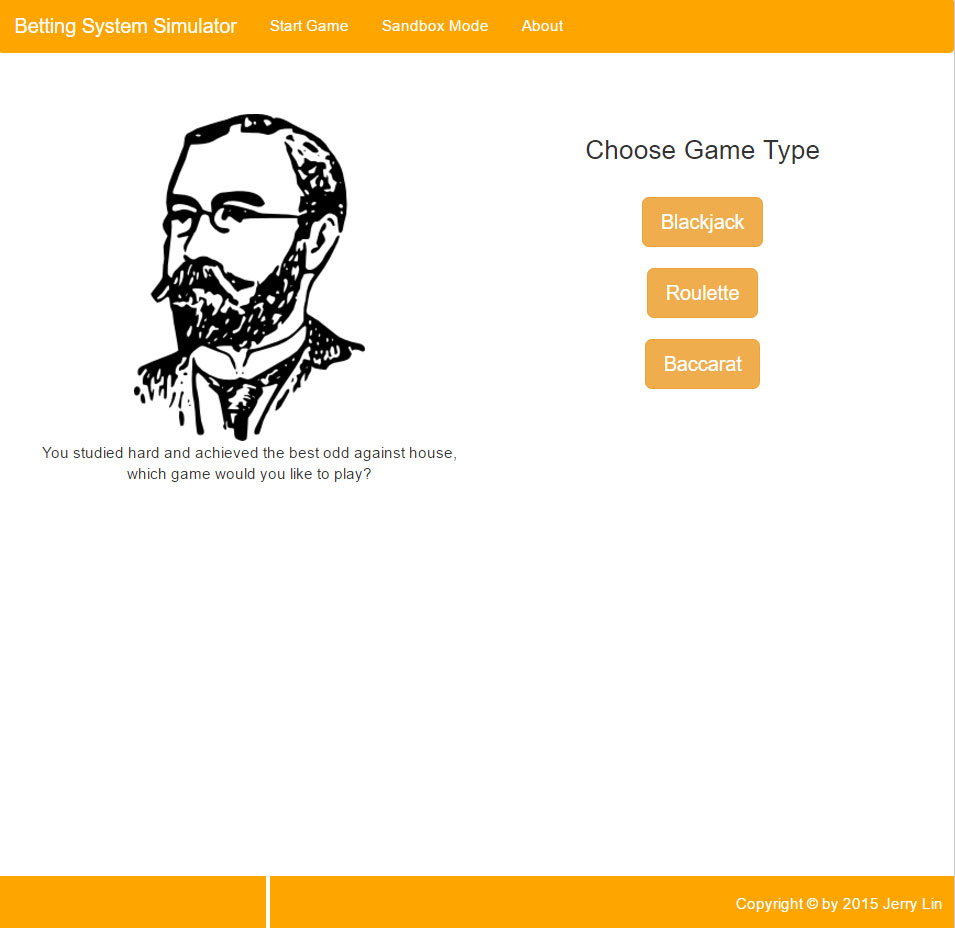 Betting System Simulator Start Game Sandbox Mode About
Choose Game Type
Blackjack
Roulette
Baccarat
You studied hard and achieved the best odd against house,
which game would you like to play?
Copyright © by 2015 Jerry Lin